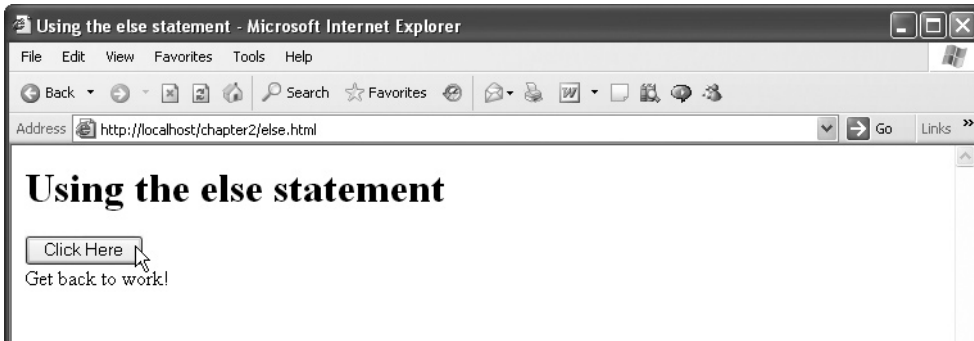 Using the else statement - Microsoft Internet Explorer
File Edit View Favorites Tools Help
Back Search Favorites
Address http://localhost/chapter2/else.html Go Links »
Using the else statement
Click Here
Get back to work!